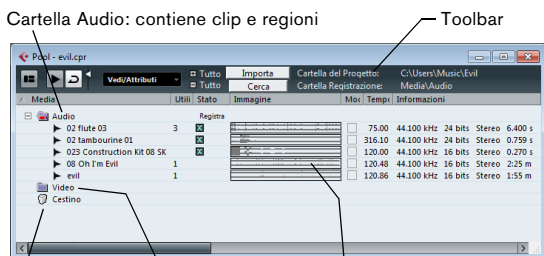 Cartella Audio: contiene clip e regioni
Toolbar
Pool - evil.cpr
Vedi/Attributi
Tutto Importa Cartella del Progetto: C:\Users\Music\Evil
Tutto Cerca Cartella Registrazione: Media\Audio
Media Utili Stato Immagine Mod Tempo Informazioni
Audio Registra
02 flute 03 3 X 75.00 44.100 kHz 24 bits Stereo 6.400 s
02 tambourine 01 X 316.10 44.100 kHz 24 bits Stereo 0.759 s
023 Construction Kit 08 SK X 120.00 44.100 kHz 16 bits Stereo 0.270 s
08 Oh I'm Evil 1 120.48 44.100 kHz 16 bits Stereo 2:25 m
evil 1 120.86 44.100 kHz 16 bits Stereo 1:55 m
Video
Cestino